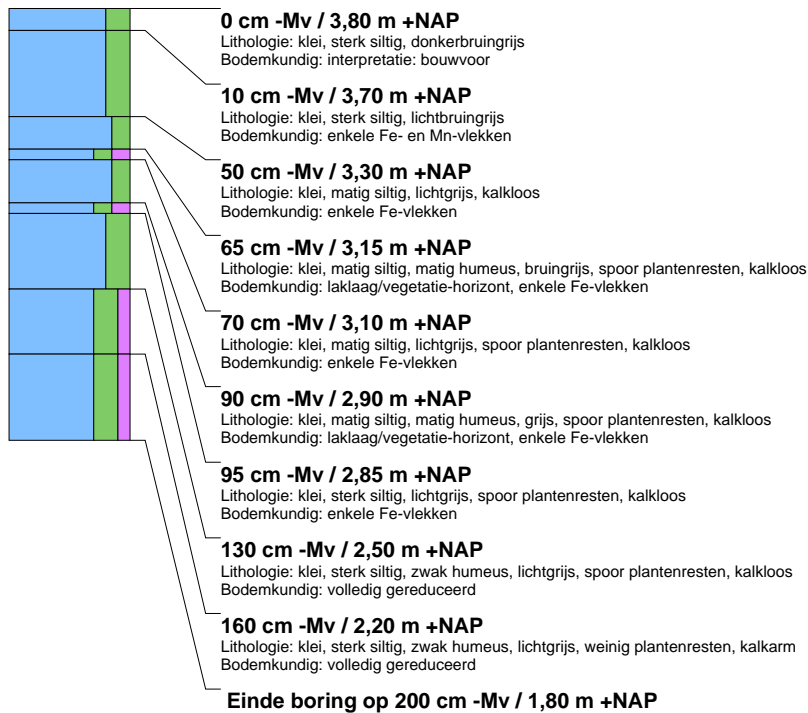 0 cm -Mv / 3,80 m +NAP
Lithologie: klei, sterk siltig, donkerbruingrijs
Bodemkundig: interpretatie: bouwvoor
10 cm -Mv / 3,70 m +NAP
Lithologie: klei, sterk siltig, lichtbruingrijs
Bodemkundig: enkele Fe- en Mn-vlekken
50 cm -Mv / 3,30 m +NAP
Lithologie: klei, matig siltig, lichtgrijs, kalkloos
Bodemkundig: enkele Fe-vlekken
65 cm -Mv / 3,15 m +NAP
Lithologie: klei, matig siltig, matig humeus, bruingrijs, spoor plantenresten, kalkloos
Bodemkundig: laklaag/vegetatie-horizont, enkele Fe-vlekken
70 cm -Mv / 3,10 m +NAP
Lithologie: klei, matig siltig, lichtgrijs, spoor plantenresten, kalkloos
Bodemkundig: enkele Fe-vlekken
90 cm -Mv / 2,90 m +NAP
Lithologie: klei, matig siltig, matig humeus, grijs, spoor plantenresten, kalkloos
Bodemkundig: laklaag/vegetatie-horizont, enkele Fe-vlekken
95 cm -Mv / 2,85 m +NAP
Lithologie: klei, sterk siltig, lichtgrijs, spoor plantenresten, kalkloos
Bodemkundig: enkele Fe-vlekken
130 cm -Mv / 2,50 m +NAP
Lithologie: klei, sterk siltig, zwak humeus, lichtgrijs, spoor plantenresten, kalkloos
Bodemkundig: volledig gereduceerd
160 cm -Mv / 2,20 m +NAP
Lithologie: klei, sterk siltig, zwak humeus, lichtgrijs, weinig plantenresten, kalkarm
Bodemkundig: volledig gereduceerd
Einde boring op 200 cm -Mv / 1,80 m +NAP